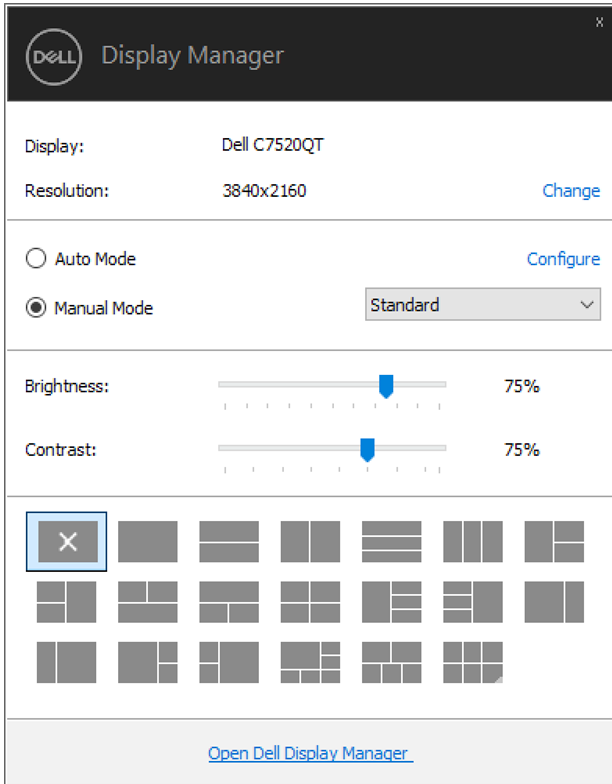 x
DELL Display Manager
Display: Dell C7520QT
Resolution: 3840x2160 Change
Auto Mode Configure
Manual Mode Standard
Brightness: 75%
Contrast: 75%
Open Dell Display Manager